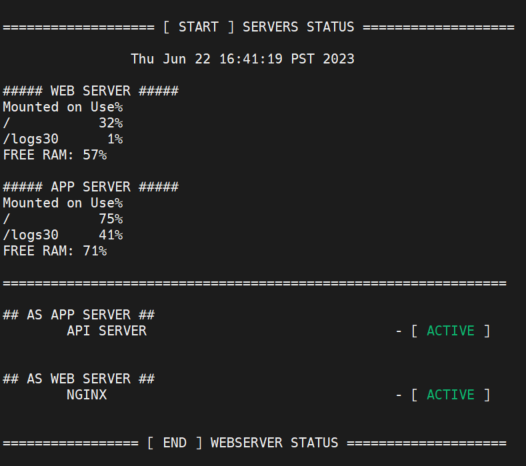 =================== [ START ] SERVERS STATUS ===================
Thu Jun 22 16:41:19 PST 2023
##### WEB SERVER #####
Mounted on Use%
/ 32%
/logs30 1%
FREE RAM: 57%
##### APP SERVER #####
Mounted on Use%
/ 75%
/logs30 41%
FREE RAM: 71%
===============================================================
## AS APP SERVER ##
API SERVER - [ ACTIVE ]
## AS WEB SERVER ##
NGINX - [ ACTIVE ]
================= [ END ] WEBSERVER STATUS ====================